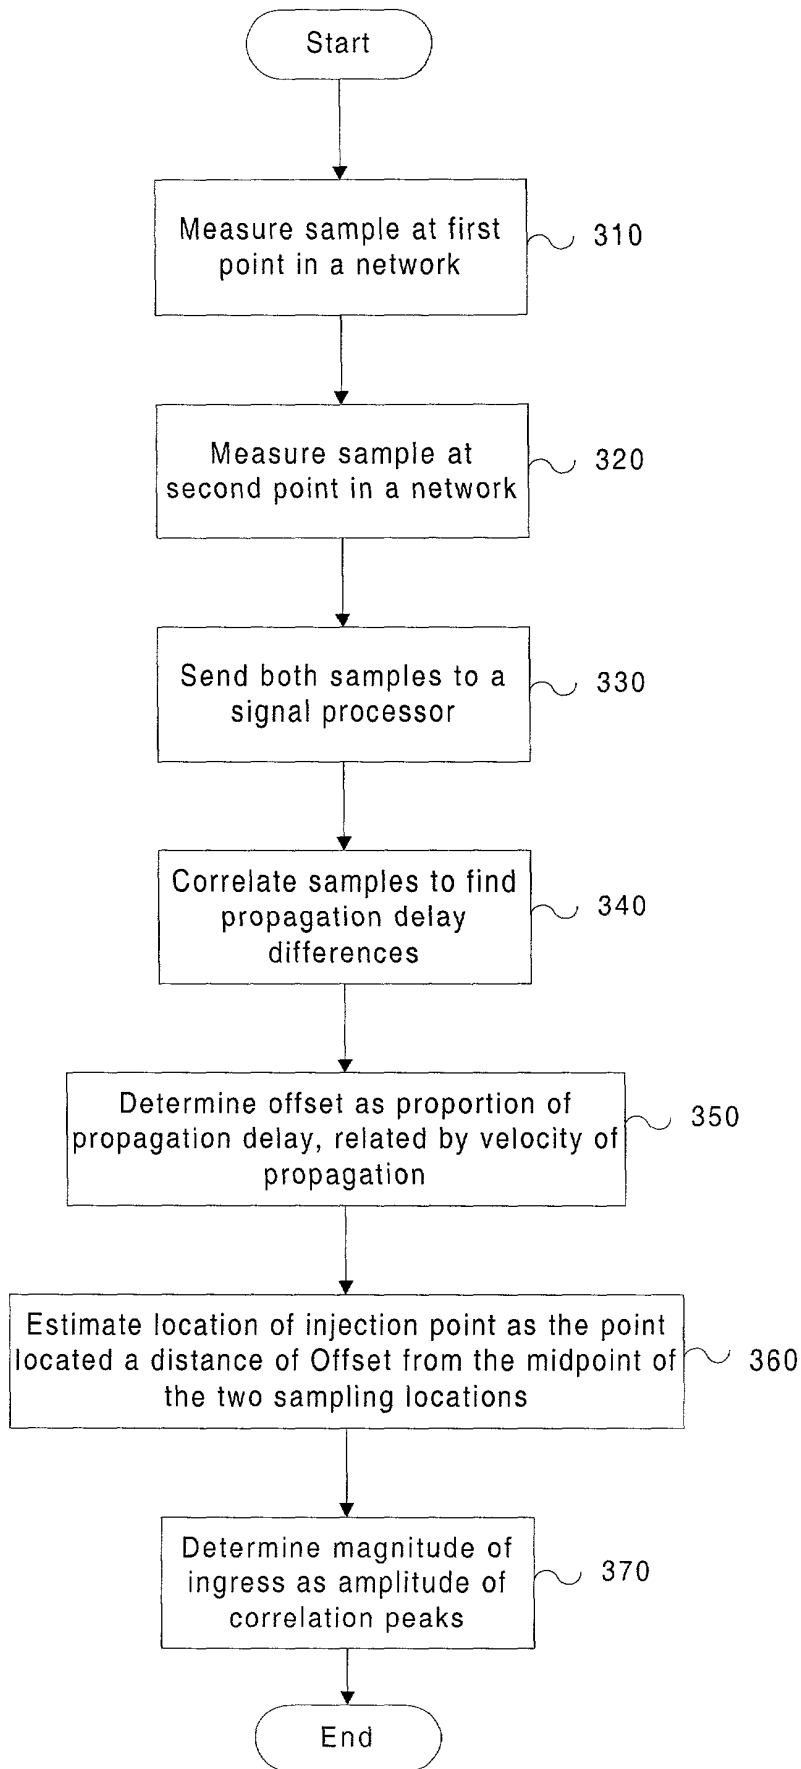 Start
Measure sample at first
point in a network
310
Measure sample at
second point in a network
320
Send both samples to a
signal processor
330
Correlate samples to find
propagation delay
differences
340
Determine offset as proportion of
propagation delay, related by velocity of
propagation
350
Estimate location of injection point as the point
located a distance of Offset from the midpoint of
the two sampling locations
360
Determine magnitude of
ingress as amplitude of
correlation peaks
370
End